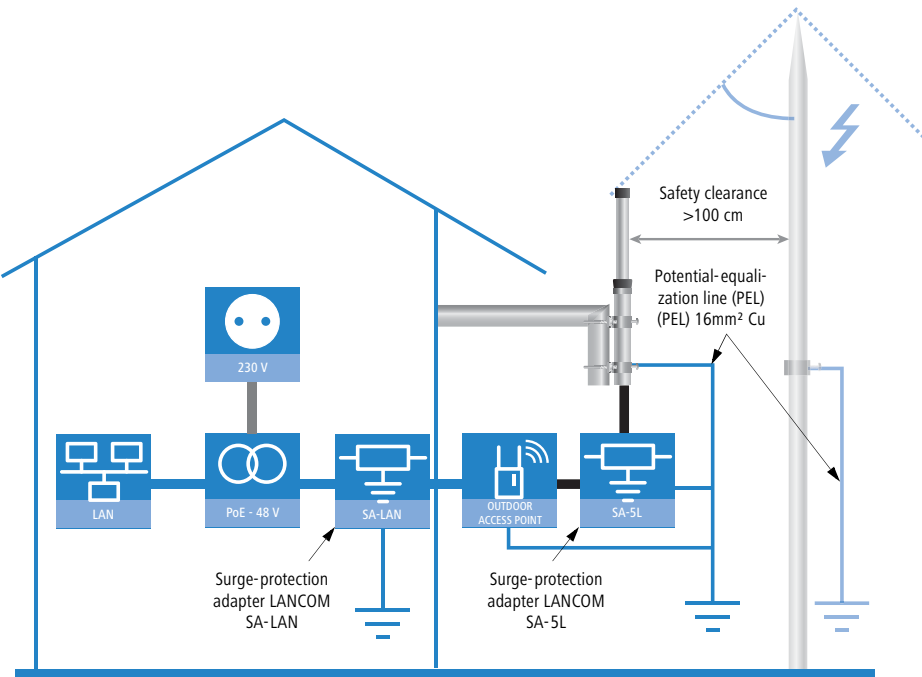 Safety clearance
>100 cm
Potential-equali-
zation line (PEL)
(PEL) 16mm² Cu
230 V
LAN
PoE - 48 V
SA-LAN
OUTDOOR
ACCESS POINT
SA-5L
Surge-protection
adapter LANCOM
SA-LAN
Surge-protection
adapter LANCOM
SA-5L